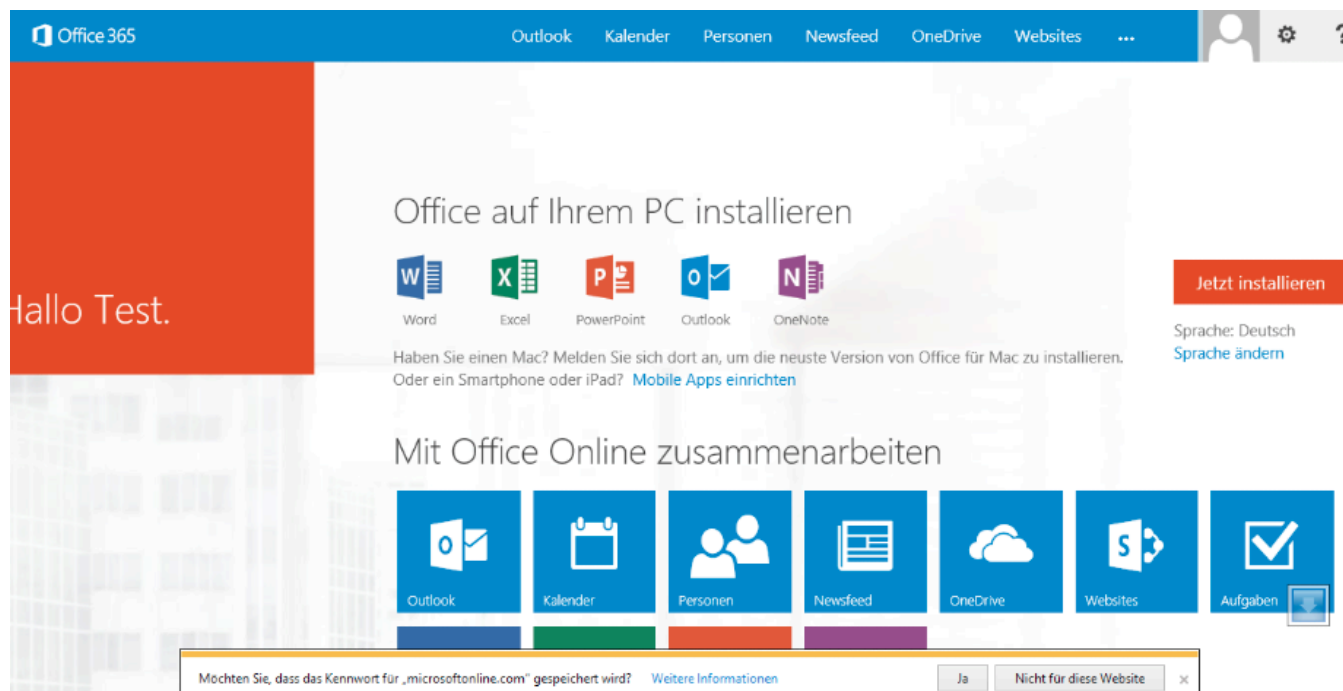 Office 365
Outlook Kalender Personen Newsfeed OneDrive Websites ... ?
Office auf Ihrem PC installieren
W X P O N
Word Excel PowerPoint Outlook OneNote
Jetzt installieren
Hallo Test.
Sprache: Deutsch
Sprache ändern
Haben Sie einen Mac? Melden Sie sich dort an, um die neuste Version von Office für Mac zu installieren.
Oder ein Smartphone oder iPad? Mobile Apps einrichten
Mit Office Online zusammenarbeiten
O S
Outlook Kalender Personen Newsfeed OneDrive Websites Aufgaben
Möchten Sie, dass das Kennwort für „microsoftonline.com“ gespeichert wird? Weitere Informationen Ja Nicht für diese Website ×